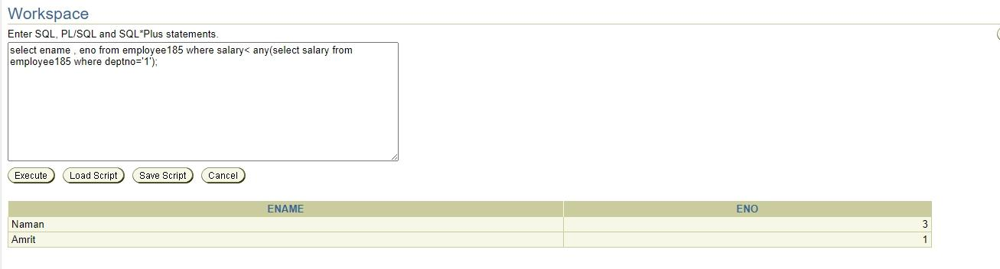 Workspace
Enter SQL, PL/SQL and SQL*Plus statements.
select ename , eno from employee185 where salary< any(select salary from
employee185 where deptno='1');
Execute Load Script Save Script Cancel
ENAME ENO
Naman 3
Amrit 1